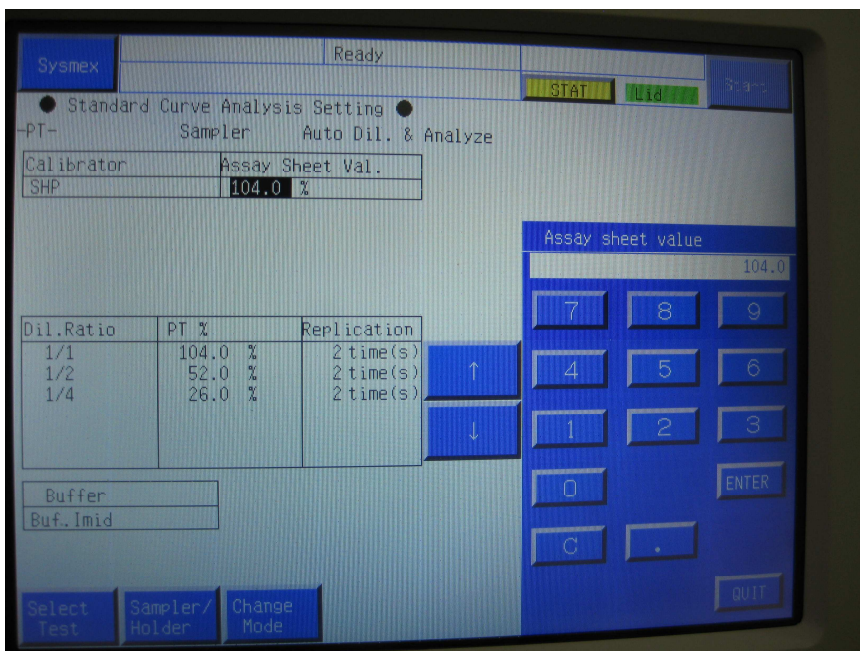 Sysmex
Ready
STAT
Lid
Start
● Standard Curve Analysis Setting ●
-PT- Sampler Auto Dil. & Analyze
Calibrator Assay Sheet Val.
SHP 104.0 %
Assay sheet value
104.0
7 8 9
4 5 6
1 2 3
0 ENTER
C .
QUIT
Dil.Ratio PT % Replication
1/1 104.0 % 2 time(s)
1/2 52.0 % 2 time(s)
1/4 26.0 % 2 time(s)
↑
↓
Buffer
Buf.Imid
Select Test
Sampler/ Holder
Change Mode